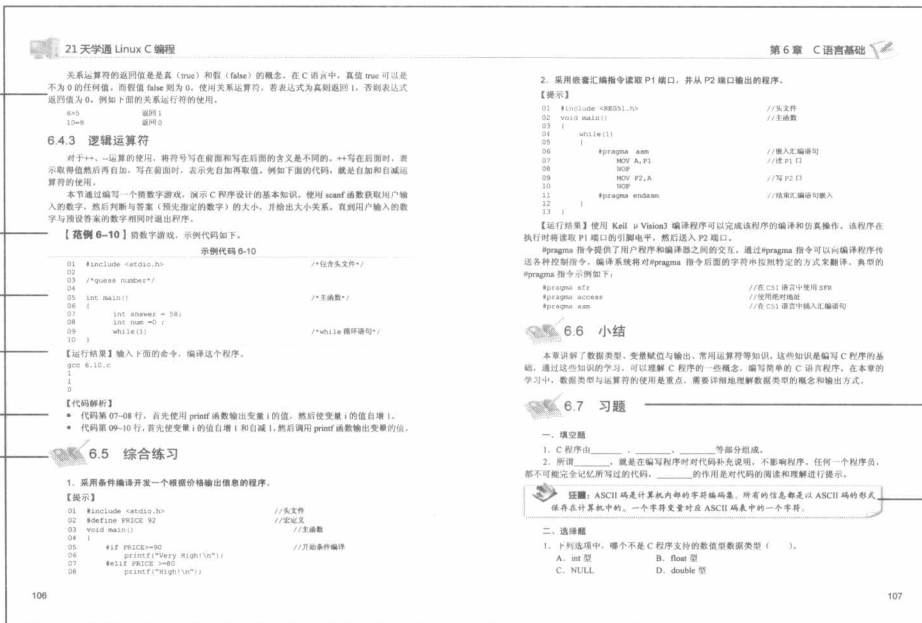 21 天学通 Linux C 编程
关系运算符的返回值是是真（true）和假（false）的概念。在 C 语言中，真值 true 可以是
不为 0 的任何值。而假值 false 则为 0。若使用关系运算符，若表达式为真则返回 1，否则表达式
返回值为 0。例如下面的关系运行符的使用。
6>5 返回 1
10=9 返回 0
6.4.3 逻辑运算符
对于++、--运算的使用，将符号写在前面和写在后面的含义是不同的。++写在后面时，表
示取得值然后再自加，写在前面时，表示先自加再取值。例如下面的代码，就是自加和自减运
算符的使用。
本节通过编写一个猜数字游戏，演示 C 程序设计的基本知识。使用 scanf 函数获取用户输
入的数字，然后判断与答案（预先指定的数字）的大小，并给出大小关系。直到用户输入的数
字与预设答案的数字相同时退出程序。
【范例 6-10】猜数字游戏，示例代码如下。
示例代码 6-10
01 #include <stdio.h> /*包含头文件*/
02
03 /*guess number*/
04
05 int main() /*主函数*/
06 {
07 int answer = 58;
08 int num =0 ;
09 while(1) /*while 循环语句*/
10 }
【运行结果】输入下面的命令，编译这个程序。
gcc 6.10.c
1
1
0
【代码解析】
● 代码第 07~08 行，首先使用 printf 函数输出变量 i 的值，然后使变量 i 的值自增 1。
● 代码第 09~10 行，首先使变量 i 的值自增 1 和自减 1，然后调用 printf 函数输出变量的值。
6.5 综合练习
1．采用条件编译开发一个根据价格输出信息的程序。
【提示】
01 #include <stdio.h> //头文件
02 #define PRICE 92 //宏定义
03 void main() //主函数
04 {
05 #if PRICE>=90 //开始条件编译
06 printf("Very High!\n");
07 #elif PRICE >=80
08 printf("High!\n");
106
第 6 章 C 语言基础
2．采用嵌套汇编指令读取 P1 端口，并从 P2 端口输出的程序。
【提示】
01 #include <REG51.h> //头文件
02 void main() //主函数
03 {
04 while(1)
05 {
06 #pragma asm //嵌入汇编语句
07 MOV A,P1 //读 P1 口
08 NOP
09 MOV P2,A //写 P2 口
10 NOP
11 #pragma endasm //结束汇编语句嵌入
12 }
13 }
【运行结果】使用 Keil μ Vision3 编译程序可以完成该程序的编译和仿真操作。该程序在
执行时将读取 P1 端口的引脚电平，然后送入 P2 端口。
#pragma 指令提供了用户程序和编译器之间的交互。通过#pragma 指令可以向编译程序传
送各种控制指令，编译系统将对#pragma 指令后面的字符串按照特定的方式来翻译。典型的
#pragma 指令示例如下：
#pragma sfr //在 C51 语言中使用 SFR
#pragma access //使用绝对地址
#pragma asm //在 C51 语言中插入汇编语句
6.6 小结
本章讲解了数据类型、变量赋值与输出、常用运算符等知识。这些知识是编写 C 程序的基
础，通过这些知识的学习，可以理解 C 程序的一些概念，编写简单的 C 语言程序。在本章的
学习中，数据类型与运算符的使用是重点，需要详细地理解数据类型的概念和输出方式。
6.7 习题
一、填空题
1．C 程序由______ 、______ 、______等部分组成。
2．所谓______，就是在编写程序时对代码补充说明，不影响程序。任何一个程序员，
都不可能完全记忆所写过的代码，______的作用是对代码的阅读和理解进行提示。
注意：ASCII 码是计算机内部的字符编码集。所有的信息都是以 ASCII 码的形式
保存在计算机中的。一个字符变量对应 ASCII 码表中的一个字符。
二、选择题
1．下列选项中，哪个不是 C 程序支持的数值型数据类型（ ）。
A．int 型 B．float 型
C．NULL D．double 型
107